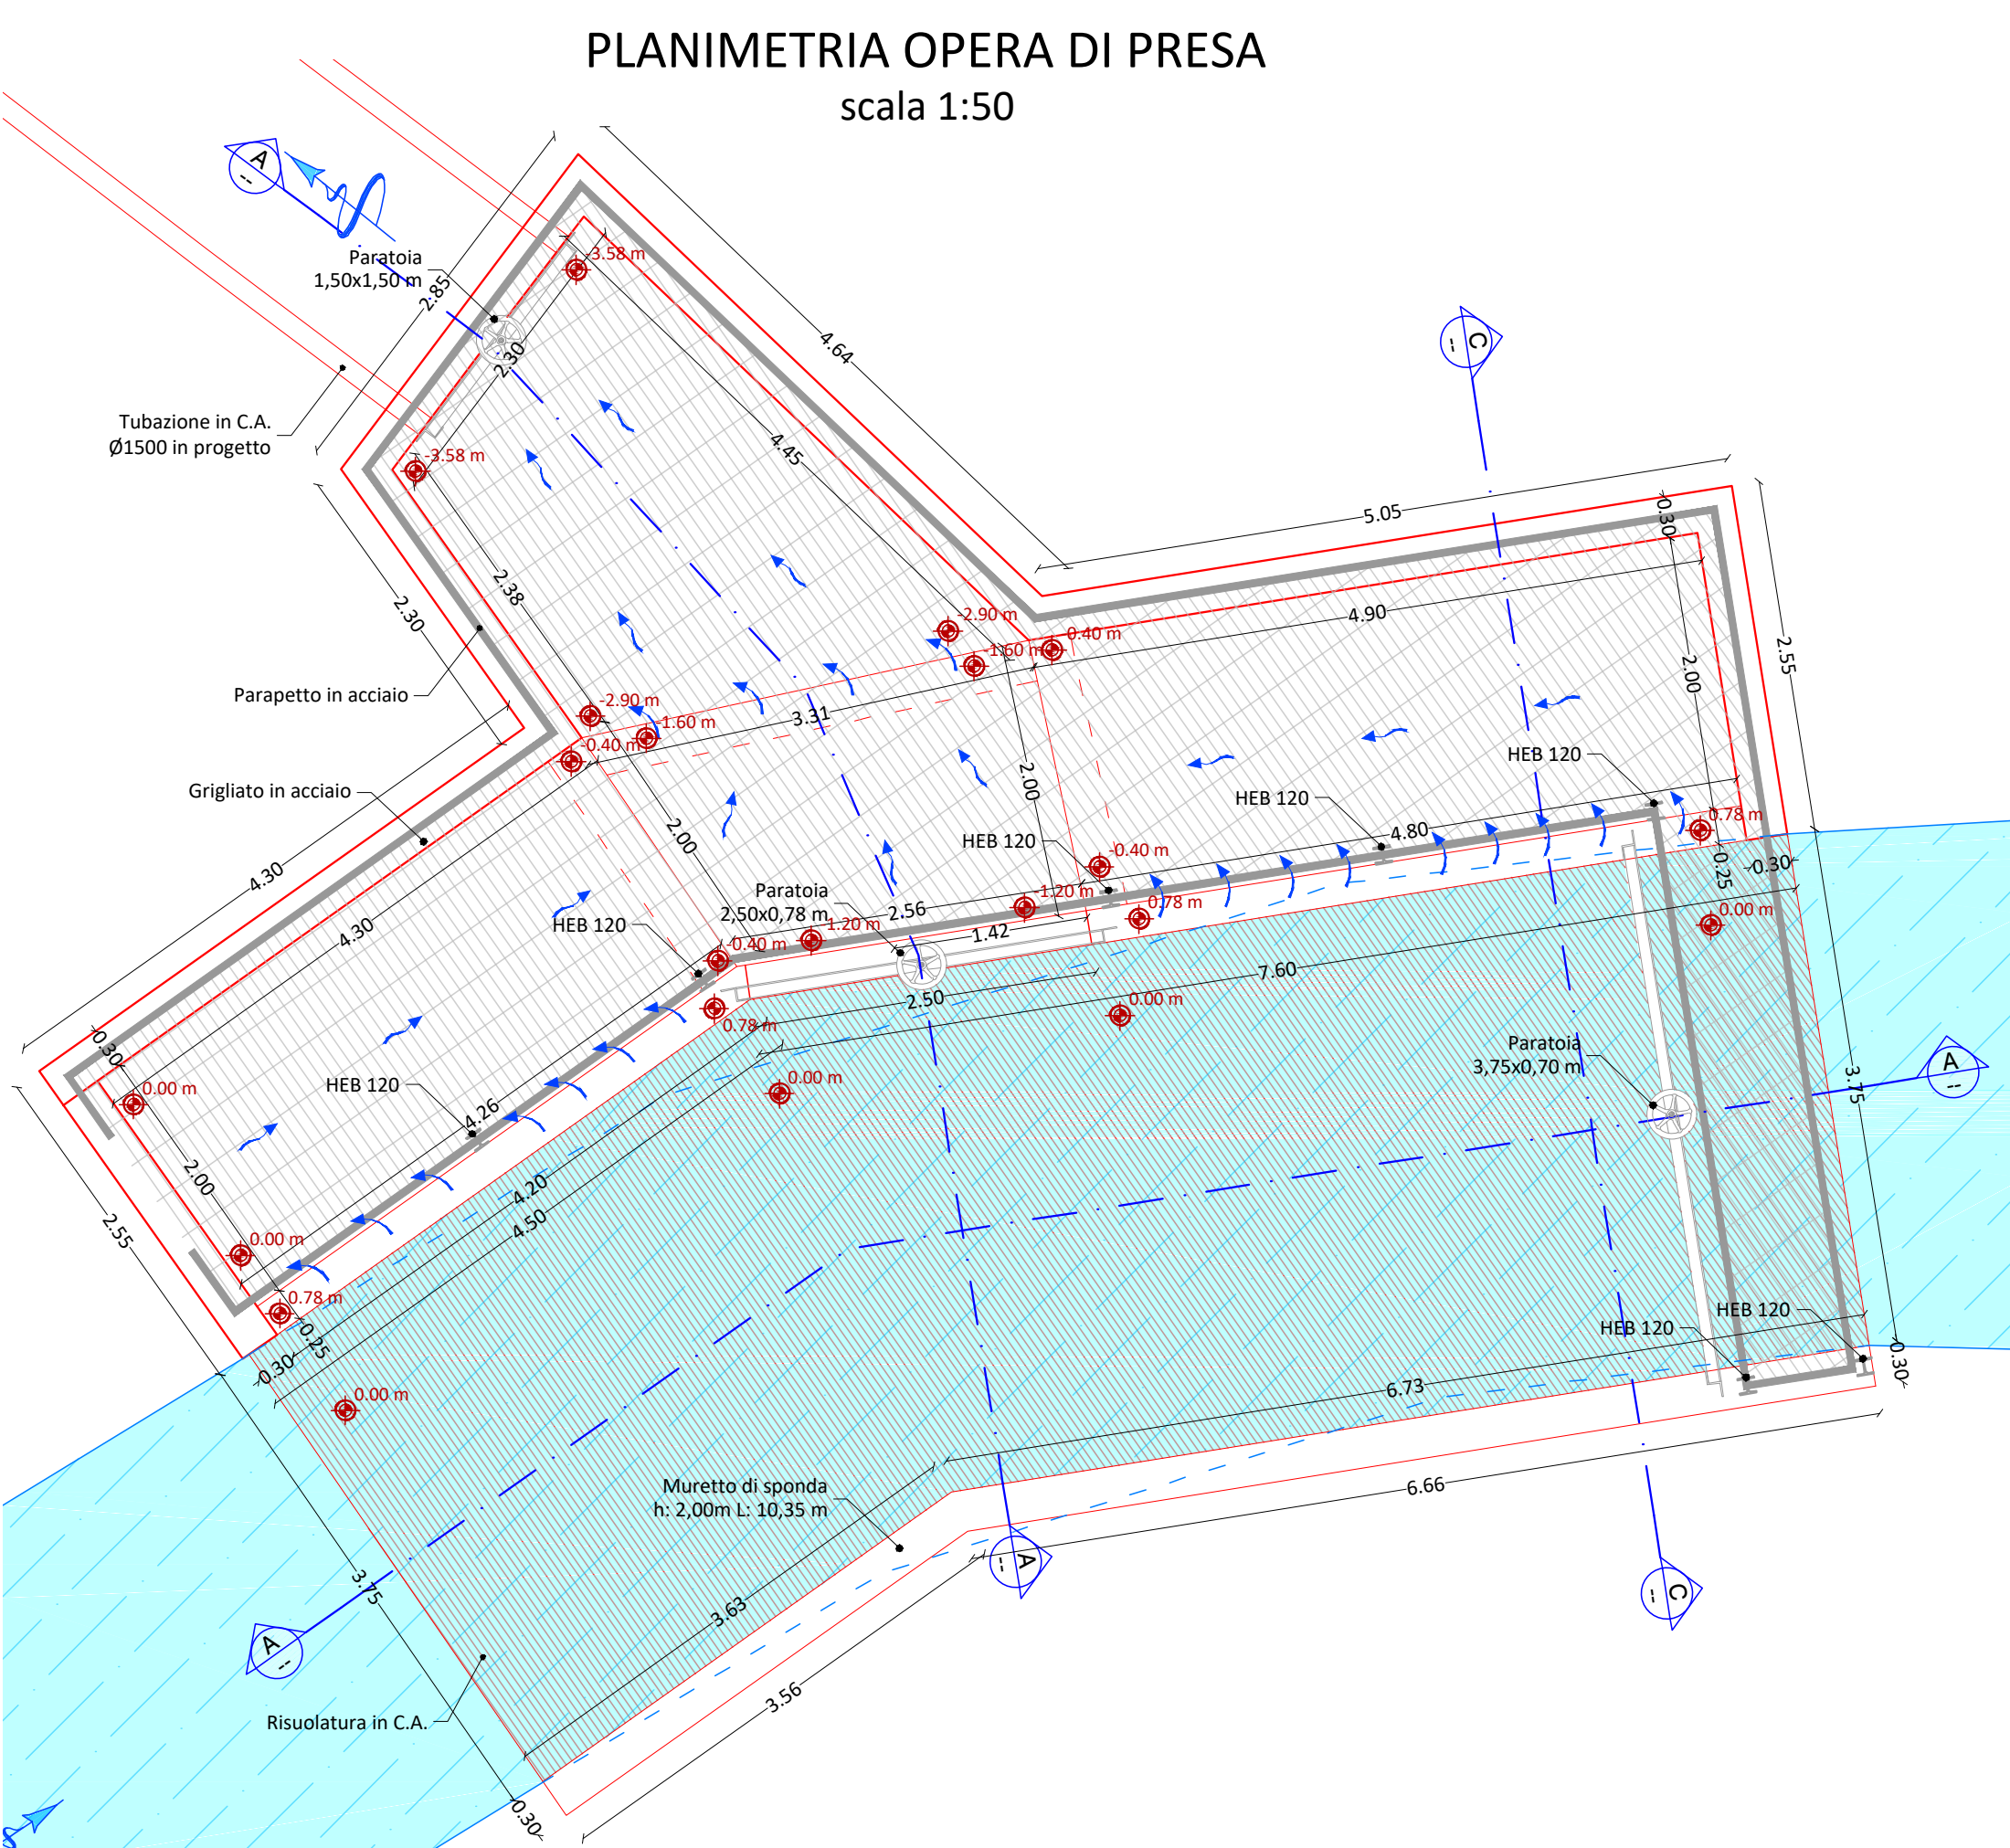 PLANIMETRIA OPERA DI PRESA
scala 1:50
A
--
Paratoia
1,50x1,50 m
2.85
-3.58 m
2.30
4.64
4.45
C
--
Tubazione in C.A.
Ø1500 in progetto
-3.58 m
5.05
0.30
2.38
2.30
4.90
2.55
2.00
-2.90 m
-1.60 m
0.40 m
Parapetto in acciaio
-2.90 m
-1.60 m
-0.40 m
3.31
HEB 120
Grigliato in acciaio
2.00
2.00
HEB 120
HEB 120
4.80
0.78 m
-0.40 m
4.30
4.30
Paratoia
2,50x0,78 m
2.56
-1.20 m
0.25
0.30
HEB 120
1.20 m
1.42
0.78 m
0.00 m
-0.40 m
7.60
2.50
0.00 m
0.78 m
0.30
0.00 m
HEB 120
0.00 m
4.26
Paratoia
3,75x0,70 m
3.75
A
--
2.00
4.20
4.50
2.55
0.00 m
0.78 m
0.25
0.30
HEB 120
HEB 120
0.30
0.00 m
6.73
Muretto di sponda
h: 2,00m L: 10,35 m
6.66
A
--
C
--
3.75
3.63
A
--
3.56
Risuolatura in C.A.
0.30